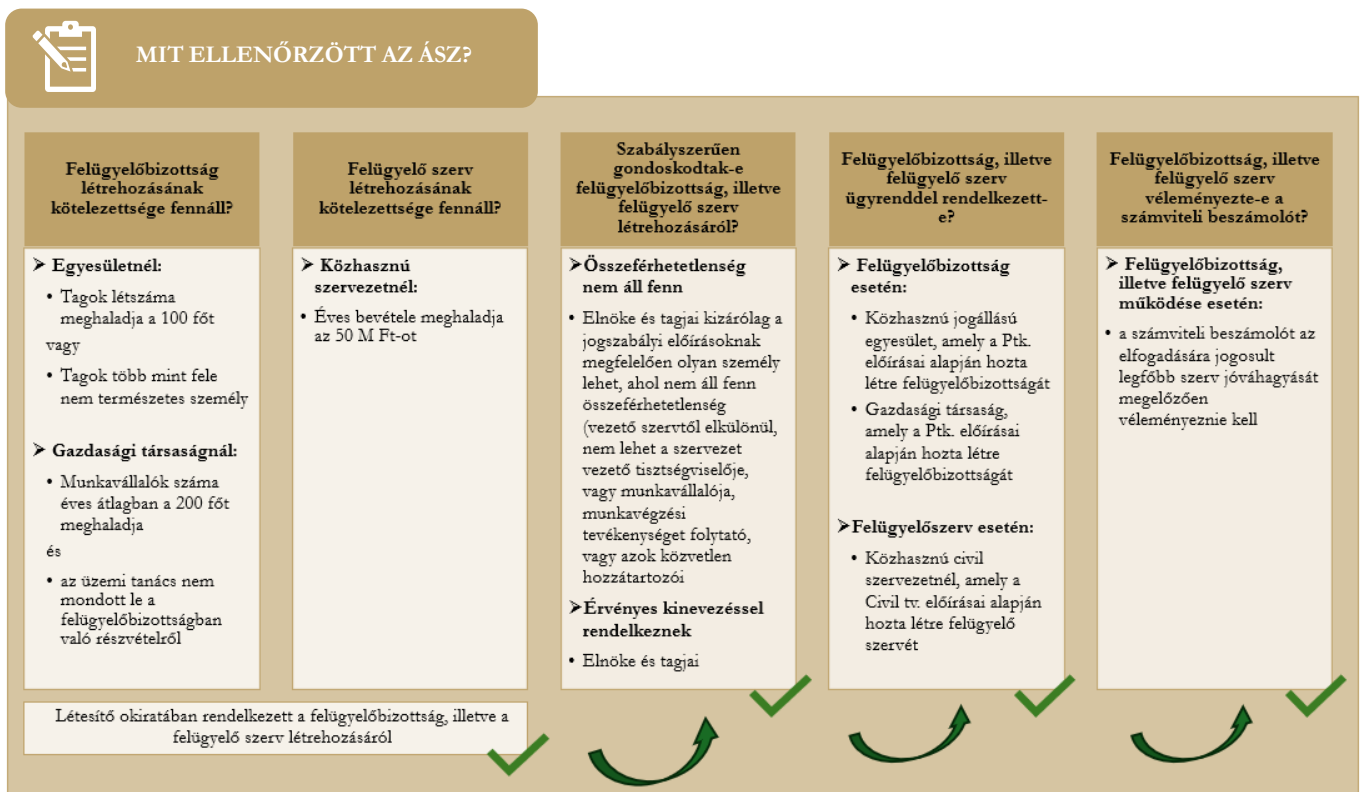 MIT ELLENŐRZÖTT AZ ÁSZ?
Felügyelőbizottság
létrehozásának
kötelezettsége fennáll?
➤ Egyesületnél:
• Tagok létszáma
meghaladja a 100 főt
vagy
• Tagok több mint fele
nem természetes személy
➤ Gazdasági társaságnál:
• Munkavállalók száma
éves átlagban a 200 főt
meghaladja
és
• az üzemi tanács nem
mondott le a
felügyelőbizottságban
való részvételről
Felügyelő szerv
létrehozásának
kötelezettsége fennáll?
➤ Közhasznú
szervezetnél:
• Éves bevétele meghaladja
az 50 M Ft-ot
Létesítő okiratában rendelkezett a felügyelőbizottság, illetve a
felügyelő szerv létrehozásáról
Szabályszerűen
gondoskodtak-e
felügyelőbizottság, illetve
felügyelő szerv
létrehozásáról?
➤Összeférhetetlenség
nem áll fenn
• Elnöke és tagjai kizárólag a
jogszabályi előírásoknak
megfelelően olyan személy
lehet, ahol nem áll fenn
összeférhetetlenség
(vezető szervtől elkülönül,
nem lehet a szervezet
vezető tisztségviselője,
vagy munkavállalója,
munkavégzési
tevékenységet folytató,
vagy azok közvetlen
hozzátartozói
➤Érvényes kinevezéssel
rendelkeznek
• Elnöke és tagjai
Felügyelőbizottság, illetve
felügyelő szerv
ügyrenddel rendelkezett-
e?
➤ Felügyelőbizottság
esetén:
• Közhasznú jogállású
egyesület, amely a Ptk.
előírásai alapján hozta
létre felügyelőbizottságát
• Gazdasági társaság,
amely a Ptk. előírásai
alapján hozta létre
felügyelőbizottságát
➤Felügyelőszerv esetén:
• Közhasznú civil
szervezetnél, amely a
Civil tv. előírásai alapján
hozta létre felügyelő
szervét
Felügyelőbizottság, illetve
felügyelő szerv
véleményezte-e a
számviteli beszámolót?
➤ Felügyelőbizottság,
illetve felügyelő szerv
működése esetén:
• a számviteli beszámolót az
elfogadására jogosult
legfőbb szerv jóváhagyását
megelőzően
véleményeznie kell